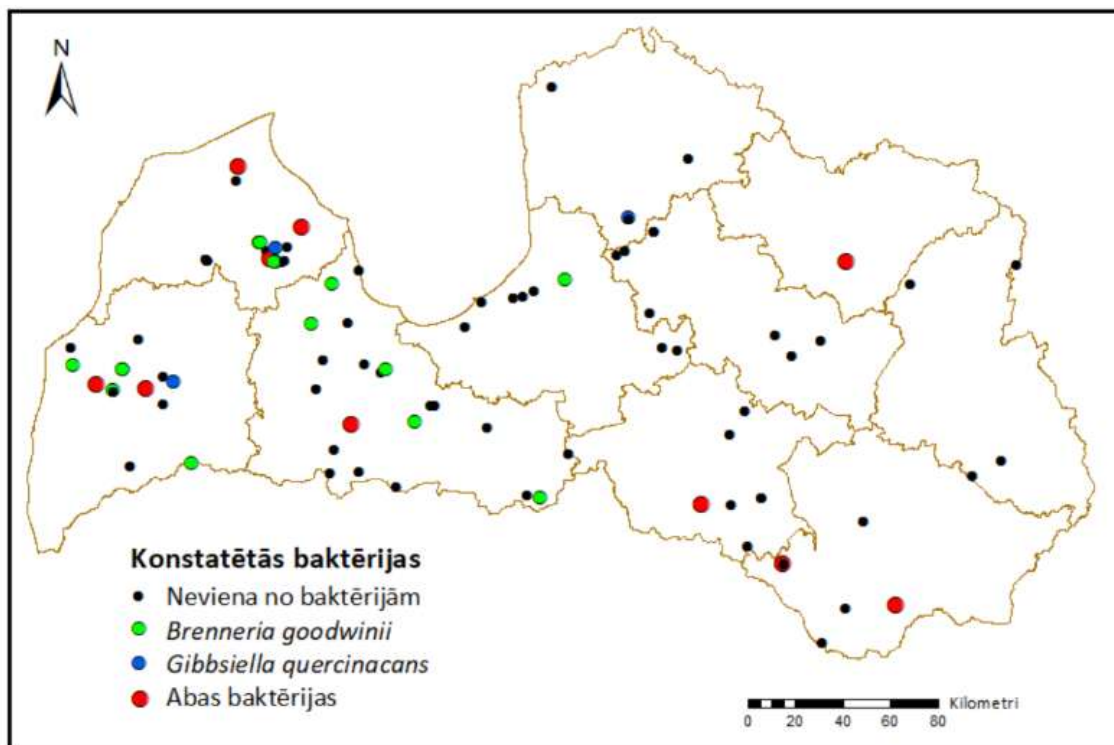 N
Konstatētās baktērijas
Neviena no baktērijām
Brenneria goodwinii
Gibbsiella quercinacans
Abas baktērijas
Kilometri
0 20 40 60 80